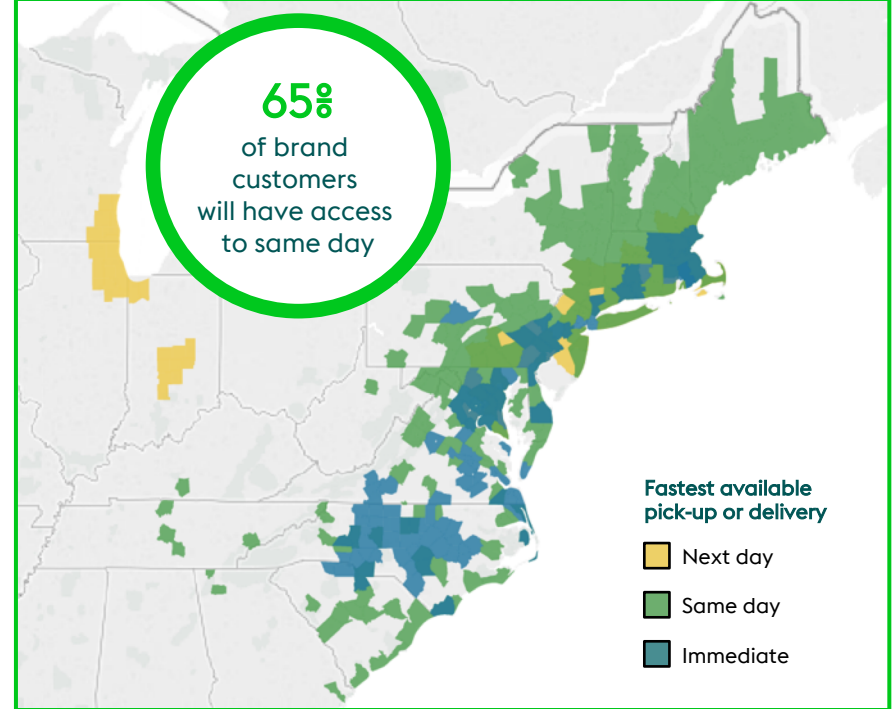 65%
of brand
customers
will have access
to same day
Fastest available
pick-up or delivery
Next day
Same day
Immediate